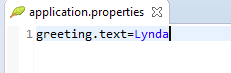 application.properties
1 greeting.text=Lynda